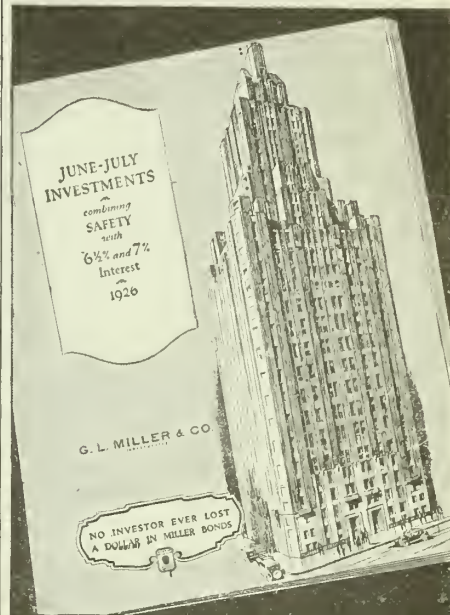 JUNE-JULY
INVESTMENTS
combining
SAFETY
with
6½% and 7%
Interest
1926
G. L. MILLER & CO.
INCORPORATED
NO INVESTOR EVER LOST
A DOLLAR IN MILLER BONDS